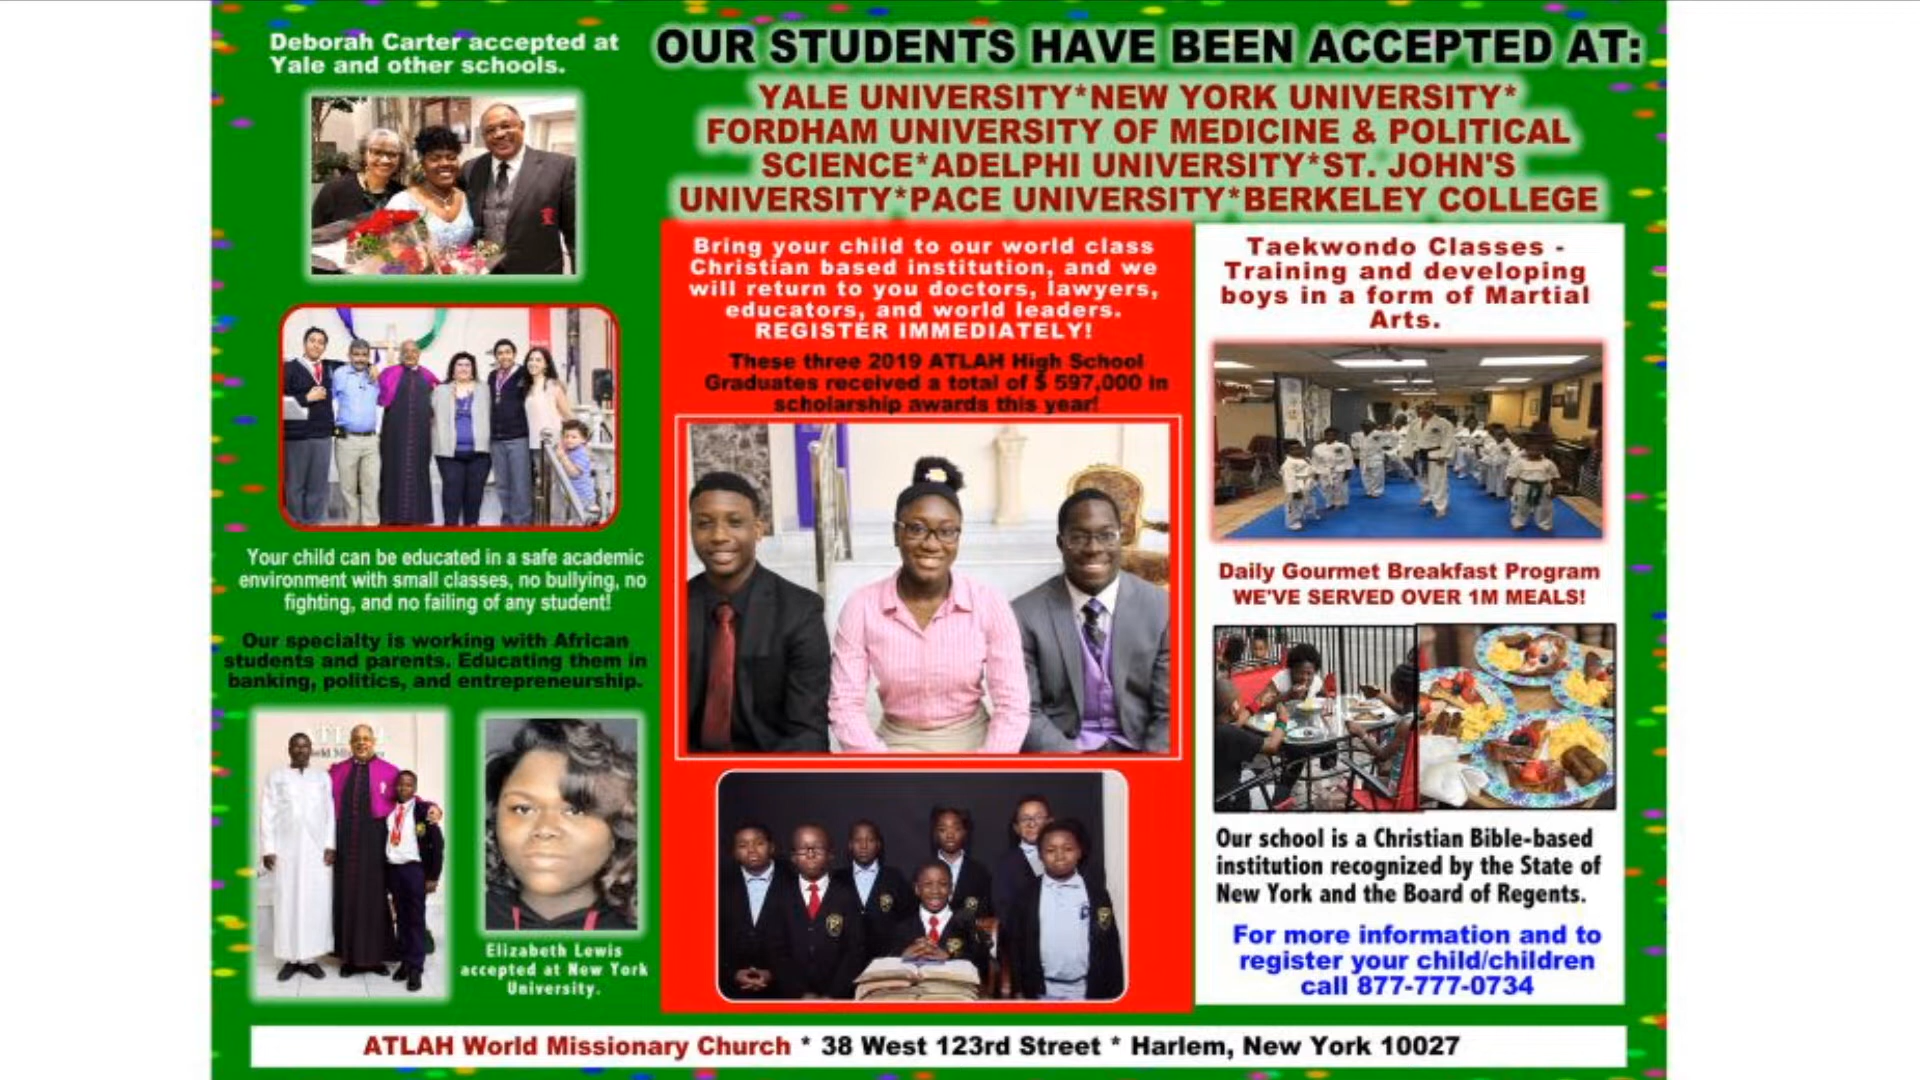 Deborah Carter accepted at
Yale and other schools.
OUR STUDENTS HAVE BEEN ACCEPTED AT:
YALE UNIVERSITY*NEW YORK UNIVERSITY*
FORDHAM UNIVERSITY OF MEDICINE & POLITICAL
SCIENCE*ADELPHI UNIVERSITY*ST. JOHN'S
UNIVERSITY*PACE UNIVERSITY*BERKELEY COLLEGE
Your child can be educated in a safe academic
environment with small classes, no bullying, no
fighting, and no failing of any student!
Our specialty is working with African
students and parents. Educating them in
banking, politics, and entrepreneurship.
Elizabeth Lewis
accepted at New York
University.
Bring your child to our world class
Christian based institution, and we
will return to you doctors, lawyers,
educators, and world leaders.
REGISTER IMMEDIATELY!
These three 2019 ATLAH High School
Graduates received a total of $ 597,000 in
scholarship awards this year!
Taekwondo Classes -
Training and developing
boys in a form of Martial
Arts.
Daily Gourmet Breakfast Program
WE'VE SERVED OVER 1M MEALS!
Our school is a Christian Bible-based
institution recognized by the State of
New York and the Board of Regents.
For more information and to
register your child/children
call 877-777-0734
ATLAH World Missionary Church * 38 West 123rd Street * Harlem, New York 10027